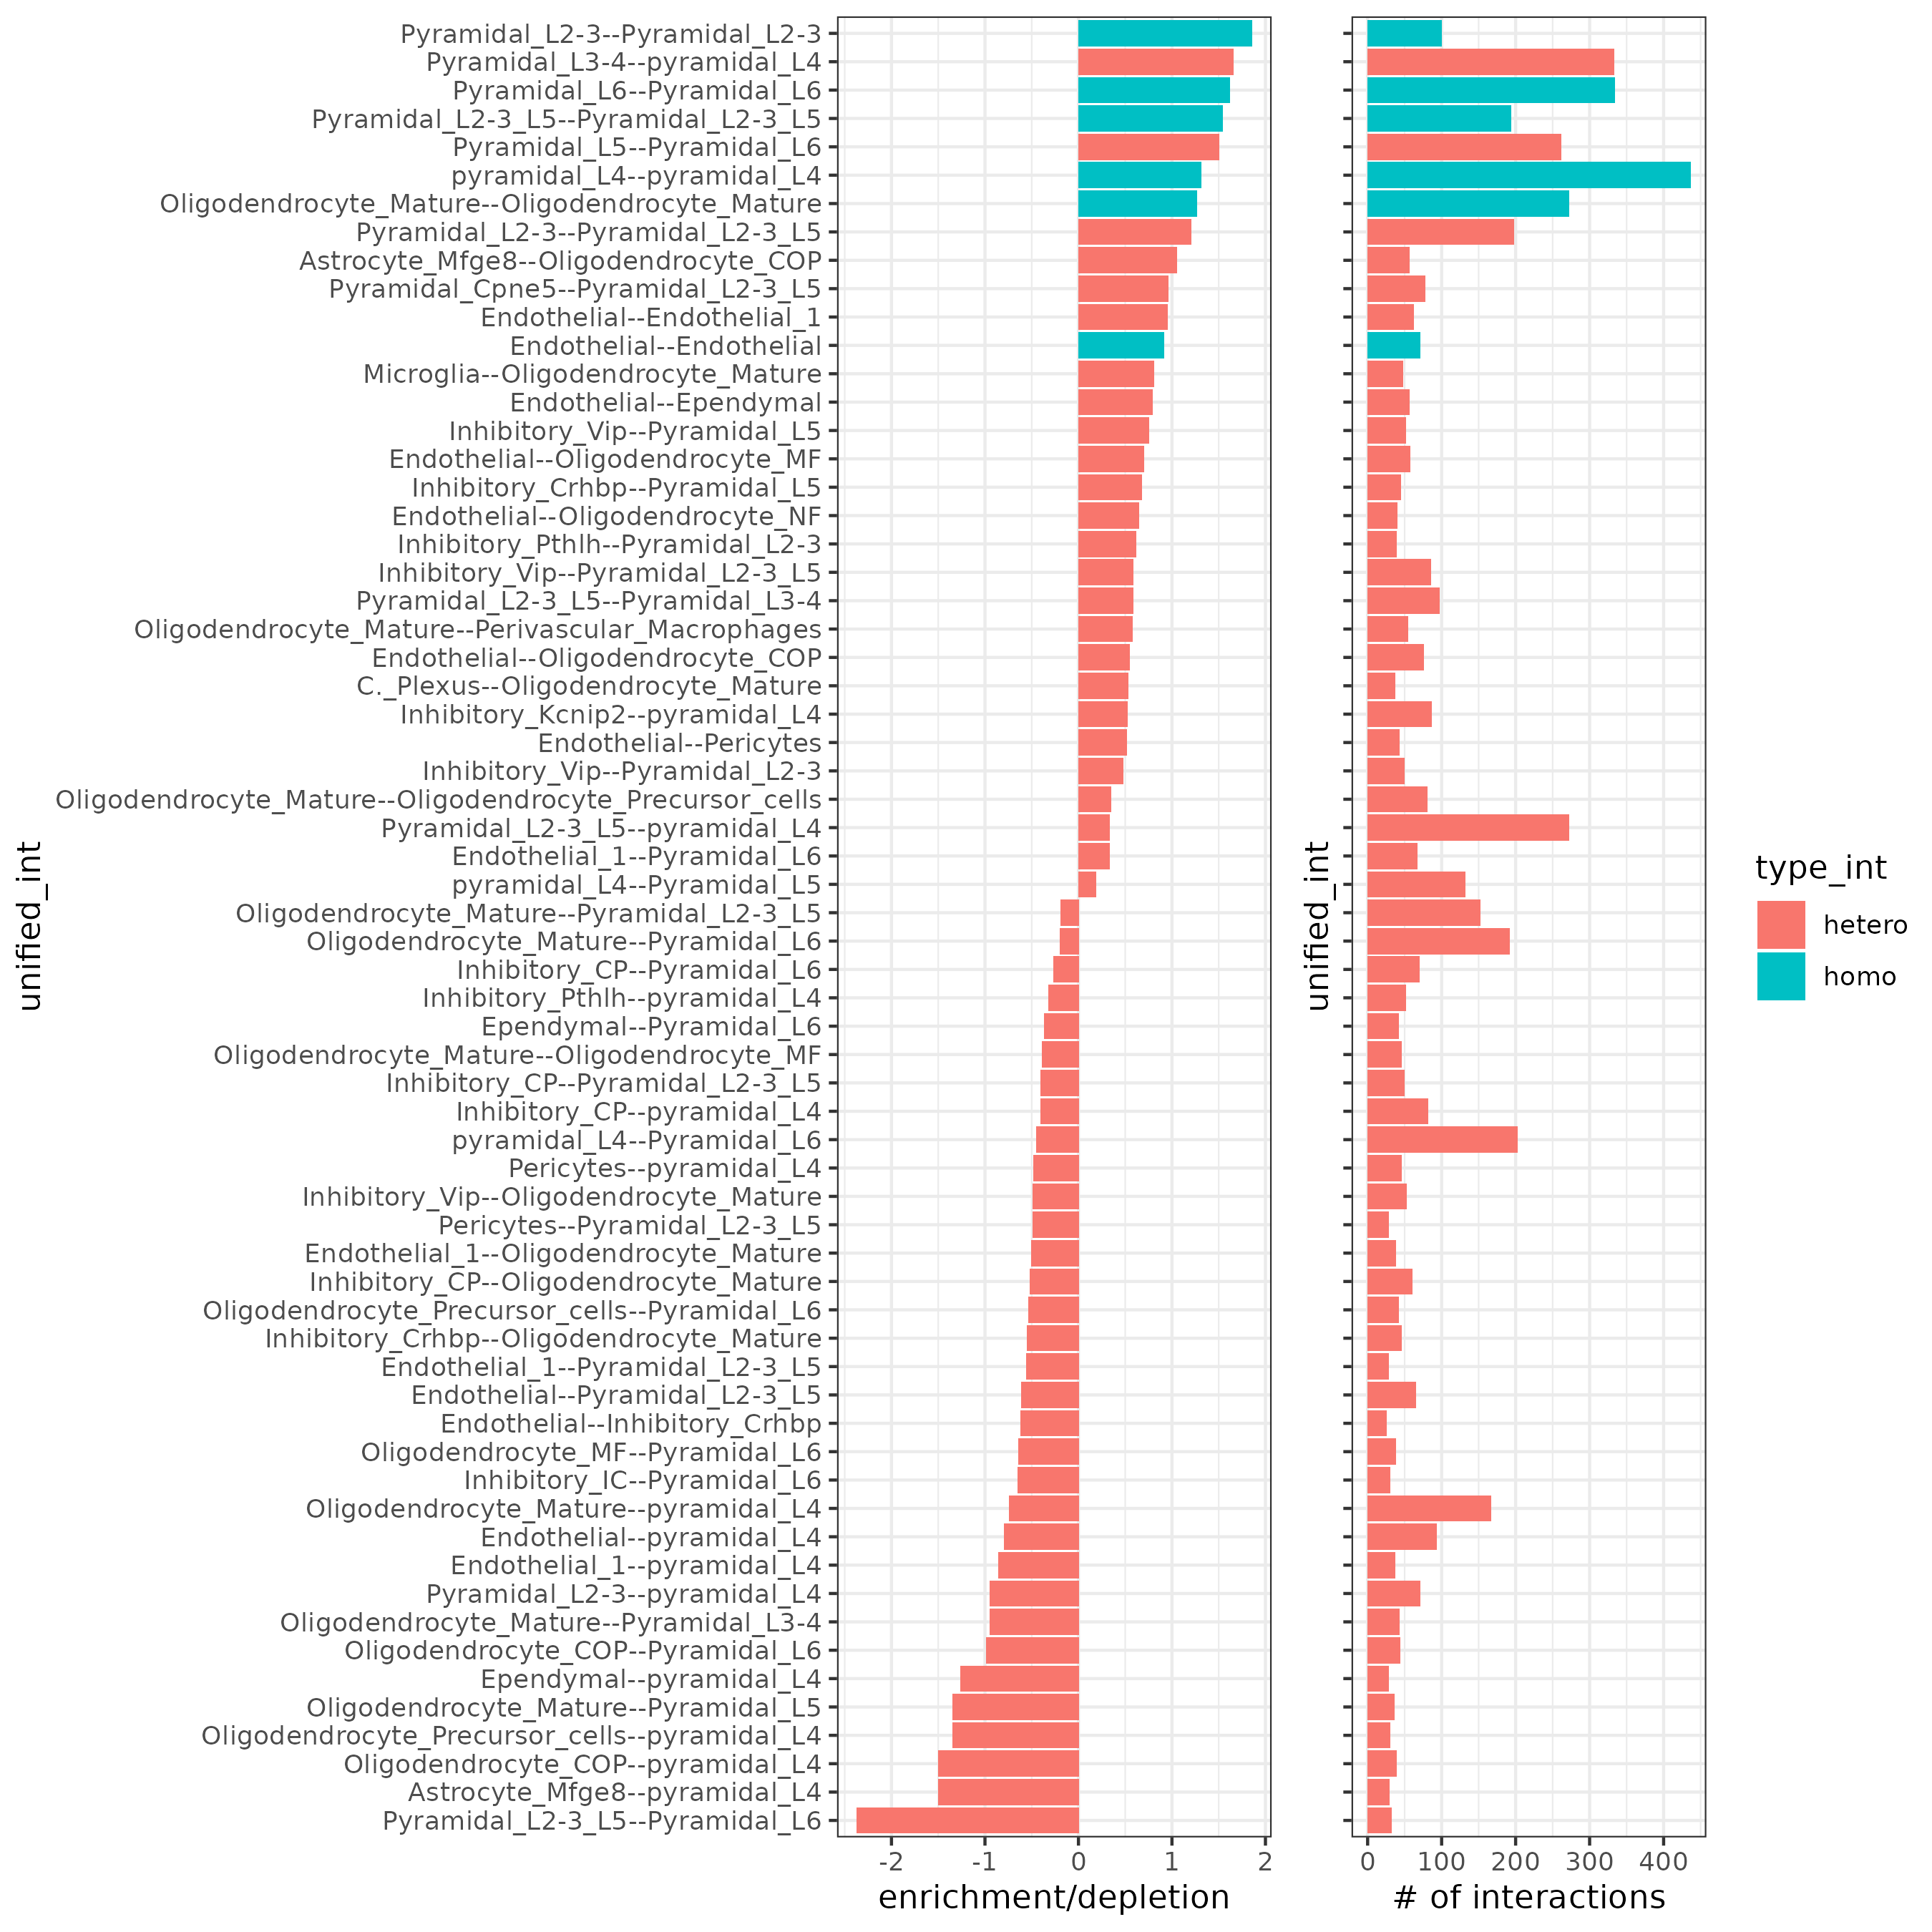 Pyramidal_L2-3--Pyramidal_L2-3
Pyramidal_L3-4--pyramidal_L4
Pyramidal_L6--Pyramidal_L6
Pyramidal_L2-3_L5--Pyramidal_L2-3_L5
Pyramidal_L5--Pyramidal_L6
pyramidal_L4--pyramidal_L4
Oligodendrocyte_Mature--Oligodendrocyte_Mature
Pyramidal_L2-3--Pyramidal_L2-3_L5
Astrocyte_Mfge8--Oligodendrocyte_COP
Pyramidal_Cpne5--Pyramidal_L2-3_L5
Endothelial--Endothelial_1
Endothelial--Endothelial
Microglia--Oligodendrocyte_Mature
Endothelial--Ependymal
Inhibitory_Vip--Pyramidal_L5
Endothelial--Oligodendrocyte_MF
Inhibitory_Crhbp--Pyramidal_L5
Endothelial--Oligodendrocyte_NF
Inhibitory_Pthlh--Pyramidal_L2-3
Inhibitory_Vip--Pyramidal_L2-3_L5
Pyramidal_L2-3_L5--Pyramidal_L3-4
Oligodendrocyte_Mature--Perivascular_Macrophages
Endothelial--Oligodendrocyte_COP
C._Plexus--Oligodendrocyte_Mature
Inhibitory_Kcnip2--pyramidal_L4
Endothelial--Pericytes
Inhibitory_Vip--Pyramidal_L2-3
Oligodendrocyte_Mature--Oligodendrocyte_Precursor_cells
Pyramidal_L2-3_L5--pyramidal_L4
Endothelial_1--Pyramidal_L6
pyramidal_L4--Pyramidal_L5
Oligodendrocyte_Mature--Pyramidal_L2-3_L5
Oligodendrocyte_Mature--Pyramidal_L6
Inhibitory_CP--Pyramidal_L6
Inhibitory_Pthlh--pyramidal_L4
Ependymal--Pyramidal_L6
Oligodendrocyte_Mature--Oligodendrocyte_MF
Inhibitory_CP--Pyramidal_L2-3_L5
Inhibitory_CP--pyramidal_L4
pyramidal_L4--Pyramidal_L6
Pericytes--pyramidal_L4
Inhibitory_Vip--Oligodendrocyte_Mature
Pericytes--Pyramidal_L2-3_L5
Endothelial_1--Oligodendrocyte_Mature
Inhibitory_CP--Oligodendrocyte_Mature
Oligodendrocyte_Precursor_cells--Pyramidal_L6
Inhibitory_Crhbp--Oligodendrocyte_Mature
Endothelial_1--Pyramidal_L2-3_L5
Endothelial--Pyramidal_L2-3_L5
Endothelial--Inhibitory_Crhbp
Oligodendrocyte_MF--Pyramidal_L6
Inhibitory_IC--Pyramidal_L6
Oligodendrocyte_Mature--pyramidal_L4
Endothelial--pyramidal_L4
Endothelial_1--pyramidal_L4
Pyramidal_L2-3--pyramidal_L4
Oligodendrocyte_Mature--Pyramidal_L3-4
Oligodendrocyte_COP--Pyramidal_L6
Ependymal--pyramidal_L4
Oligodendrocyte_Mature--Pyramidal_L5
Oligodendrocyte_Precursor_cells--pyramidal_L4
Oligodendrocyte_COP--pyramidal_L4
Astrocyte_Mfge8--pyramidal_L4
Pyramidal_L2-3_L5--Pyramidal_L6
unified_int
-2 -1 0 1 2
enrichment/depletion
unified_int
0 100 200 300 400
# of interactions
type_int
hetero
homo